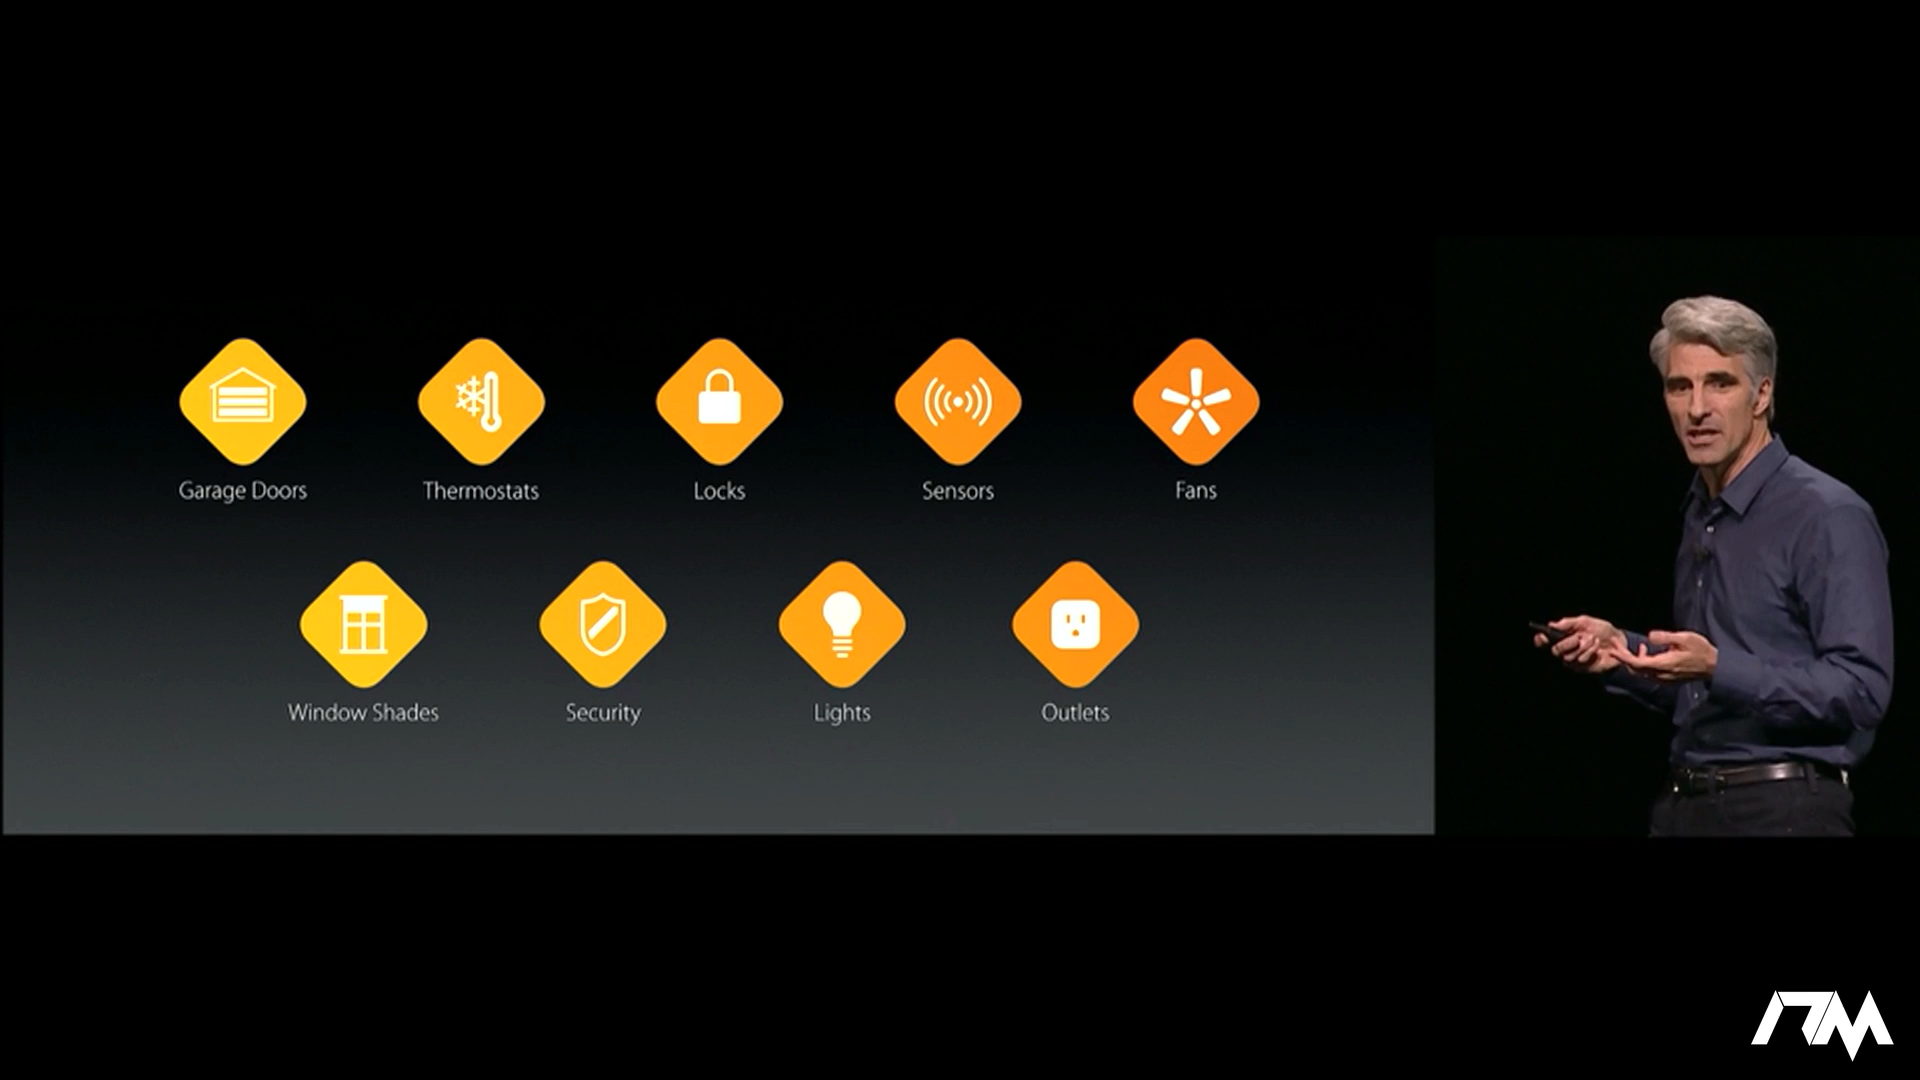 Garage Doors
Thermostats
Locks
Sensors
Fans
Window Shades
Security
Lights
Outlets